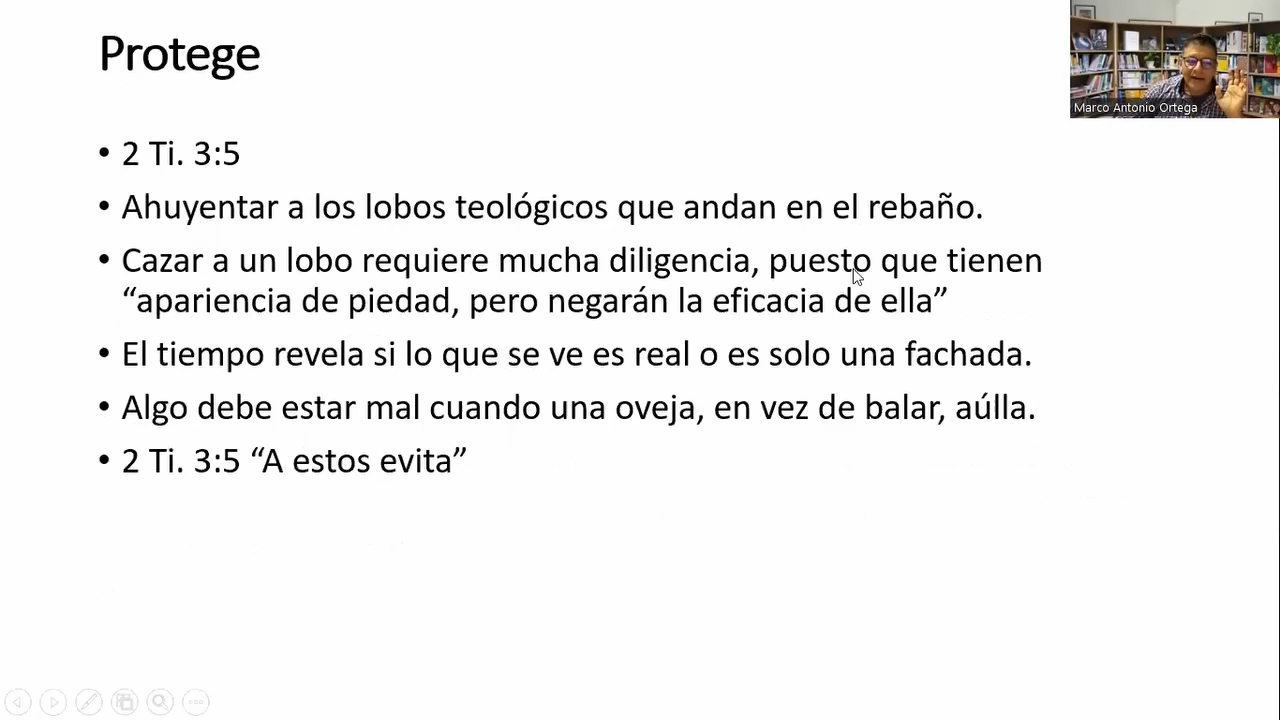 Protege
Marco Antonio Ortega
• 2 Ti. 3:5
• Ahuyentar a los lobos teológicos que andan en el rebaño.
• Cazar a un lobo requiere mucha diligencia, puesto que tienen
“apariencia de piedad, pero negarán la eficacia de ella”
• El tiempo revela si lo que se ve es real o es solo una fachada.
• Algo debe estar mal cuando una oveja, en vez de balar, aúlla.
• 2 Ti. 3:5 “A estos evita”